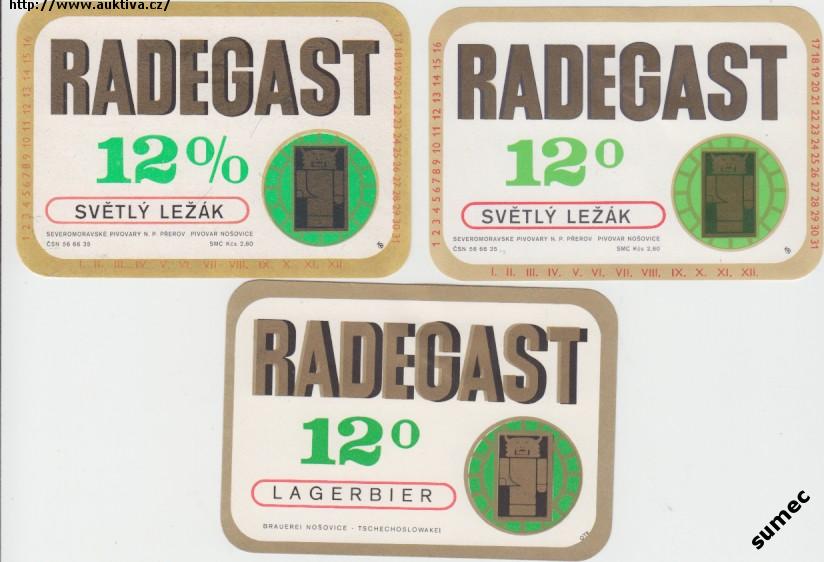 http://www.auktiva.cz/
RADEGAST
12%
SVĚTLÝ LEŽÁK
SEVEROMORAVSKÉ PIVOVARY N. P. PŘEROV PIVOVAR NOŠOVICE
ČSN 56 66 35 SMC Kčs 2,60
1 2 3 4 5 6 7 8 9 10 11 12 13 14 15 16
17 18 19 20 21 22 23 24 25 26 27 28 29 30 31
I. II. III. IV. V. VI. VII. VIII. IX. X. XI. XII.
RADEGAST
12º
SVĚTLÝ LEŽÁK
SEVEROMORAVSKÉ PIVOVARY N. P. PŘEROV PIVOVAR NOŠOVICE
ČSN 56 66 35 SMC Kčs 2,60
1 2 3 4 5 6 7 8 9 10 11 12 13 14 15 16
17 18 19 20 21 22 23 24 25 26 27 28 29 30 31
I. II. III. IV. V. VI. VII. VIII. IX. X. XI. XII.
RADEGAST
12º
LAGERBIER
BRAUEREI NOŠOVICE - TSCHECHOSLOWAKEI
sumec